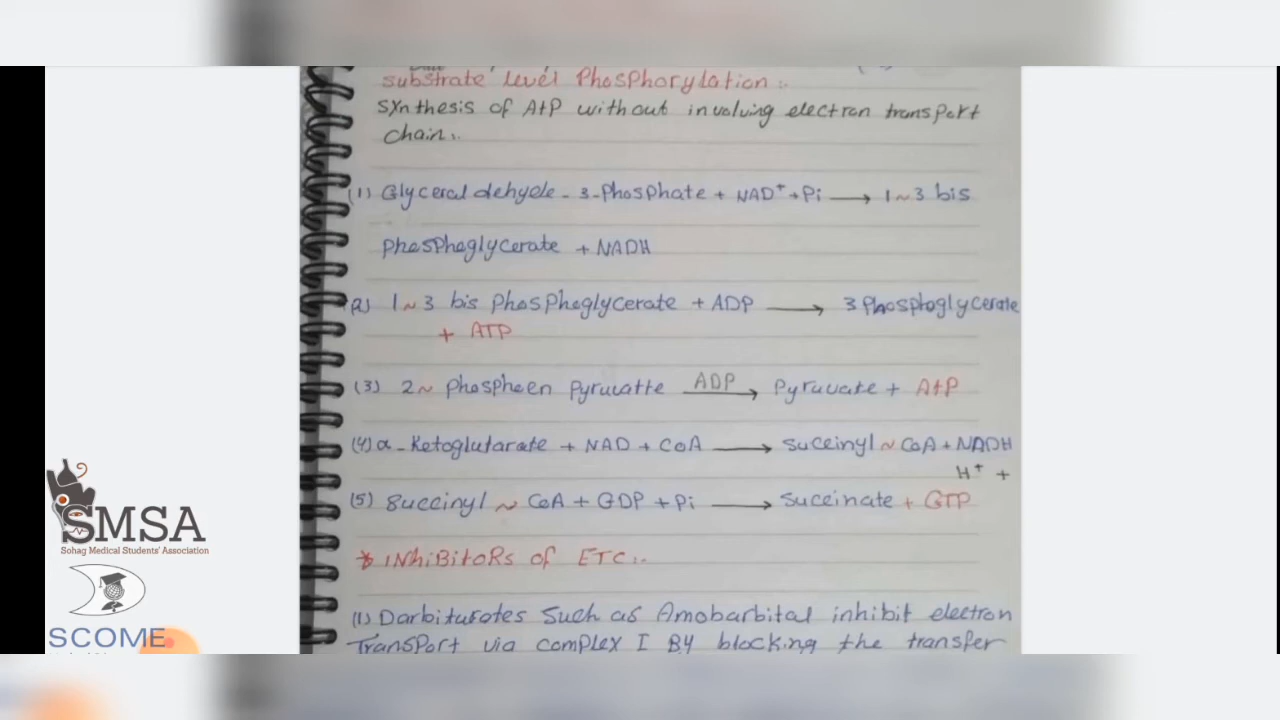 substrate level Phosphorylation :.
synthesis of AtP without involving electron transport
chain:.
(1) Glyceraldehyde - 3 - Phosphate + NAD+ + Pi → 1 ~ 3 bis
phosphoglycerate + NADH
(2) 1 ~ 3 bis phosphoglycerate + ADP → 3 Phosphoglycerate
+ ATP
(3) 2 ~ Phosphoen Pyruvatte ADP → Pyruvate + AtP
(4) α - Ketoglutarate + NAD + CoA → succinyl ~ CoA + NADH
H+ +
(5) Succinyl ~ CoA + GDP + Pi → Succinate + GTP
* INHiBiToRs of ETC :.
(1) Darbiturates Such as Amobarbital inhibit electron
Transport via complex I By blocking the transfer
SMSA
Sohag Medical Students' Association
SCOME